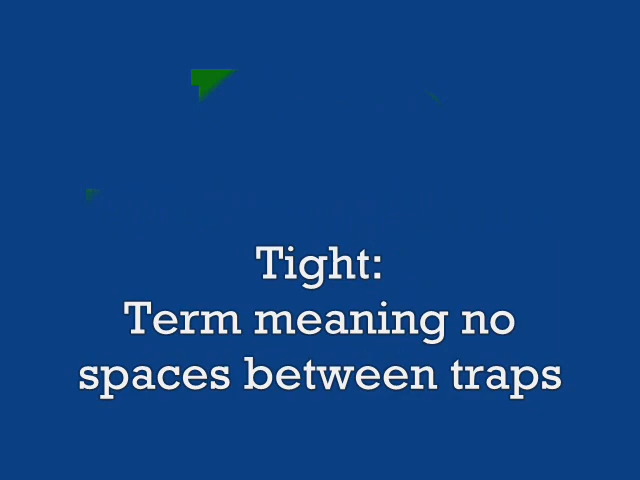 Tight:
Term meaning no
spaces between traps